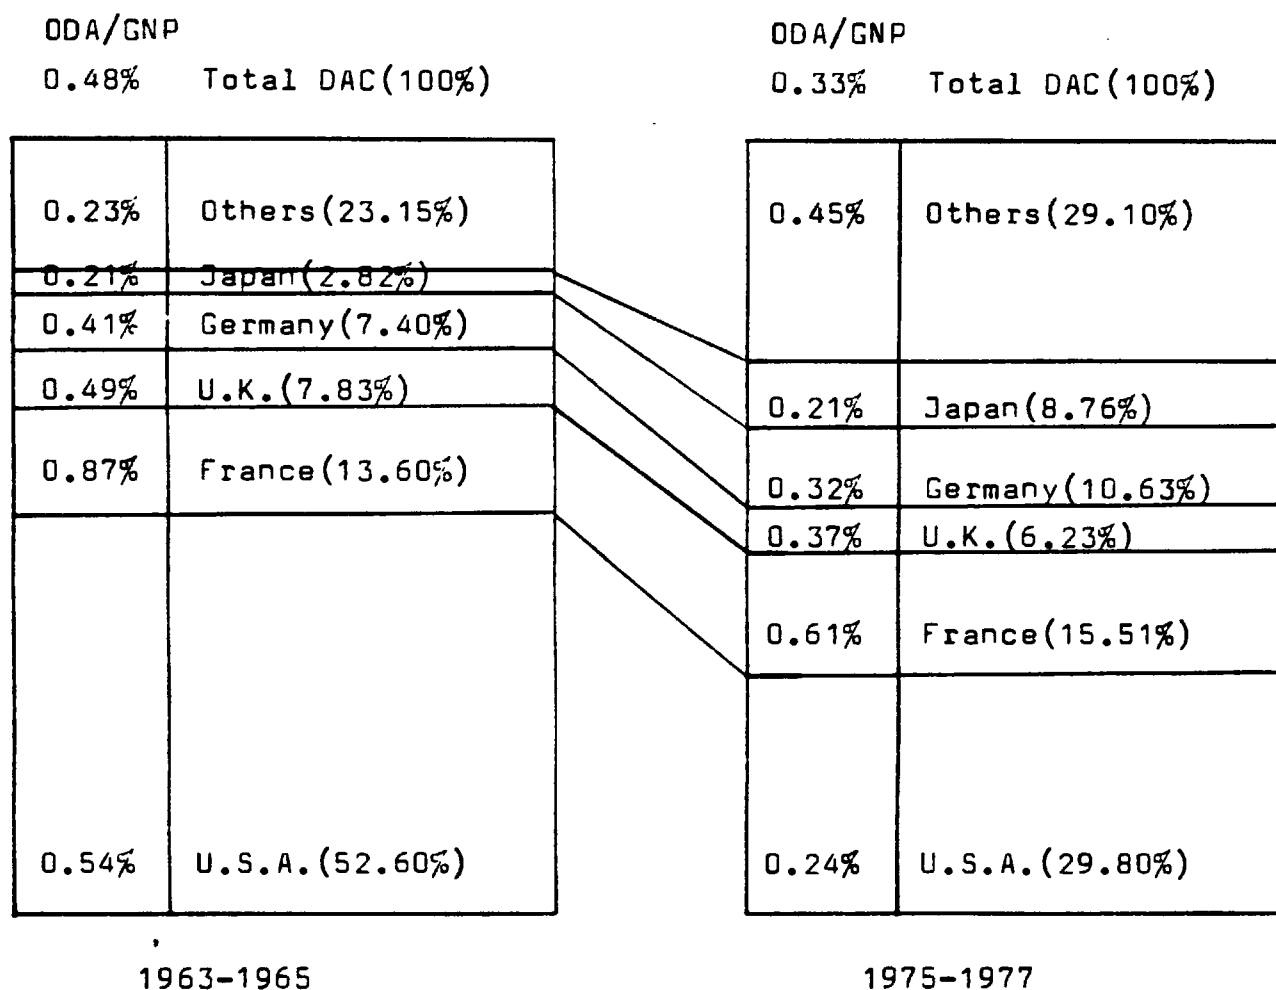 ODA/GNP
0.48% Total DAC(100%)
0.23% Others(23.15%)
0.21% Japan(2.82%)
0.41% Germany(7.40%)
0.49% U.K.(7.83%)
0.87% France(13.60%)
0.54% U.S.A.(52.60%)
1963-1965
ODA/GNP
0.33% Total DAC(100%)
0.45% Others(29.10%)
0.21% Japan(8.76%)
0.32% Germany(10.63%)
0.37% U.K.(6.23%)
0.61% France(15.51%)
0.24% U.S.A.(29.80%)
1975-1977